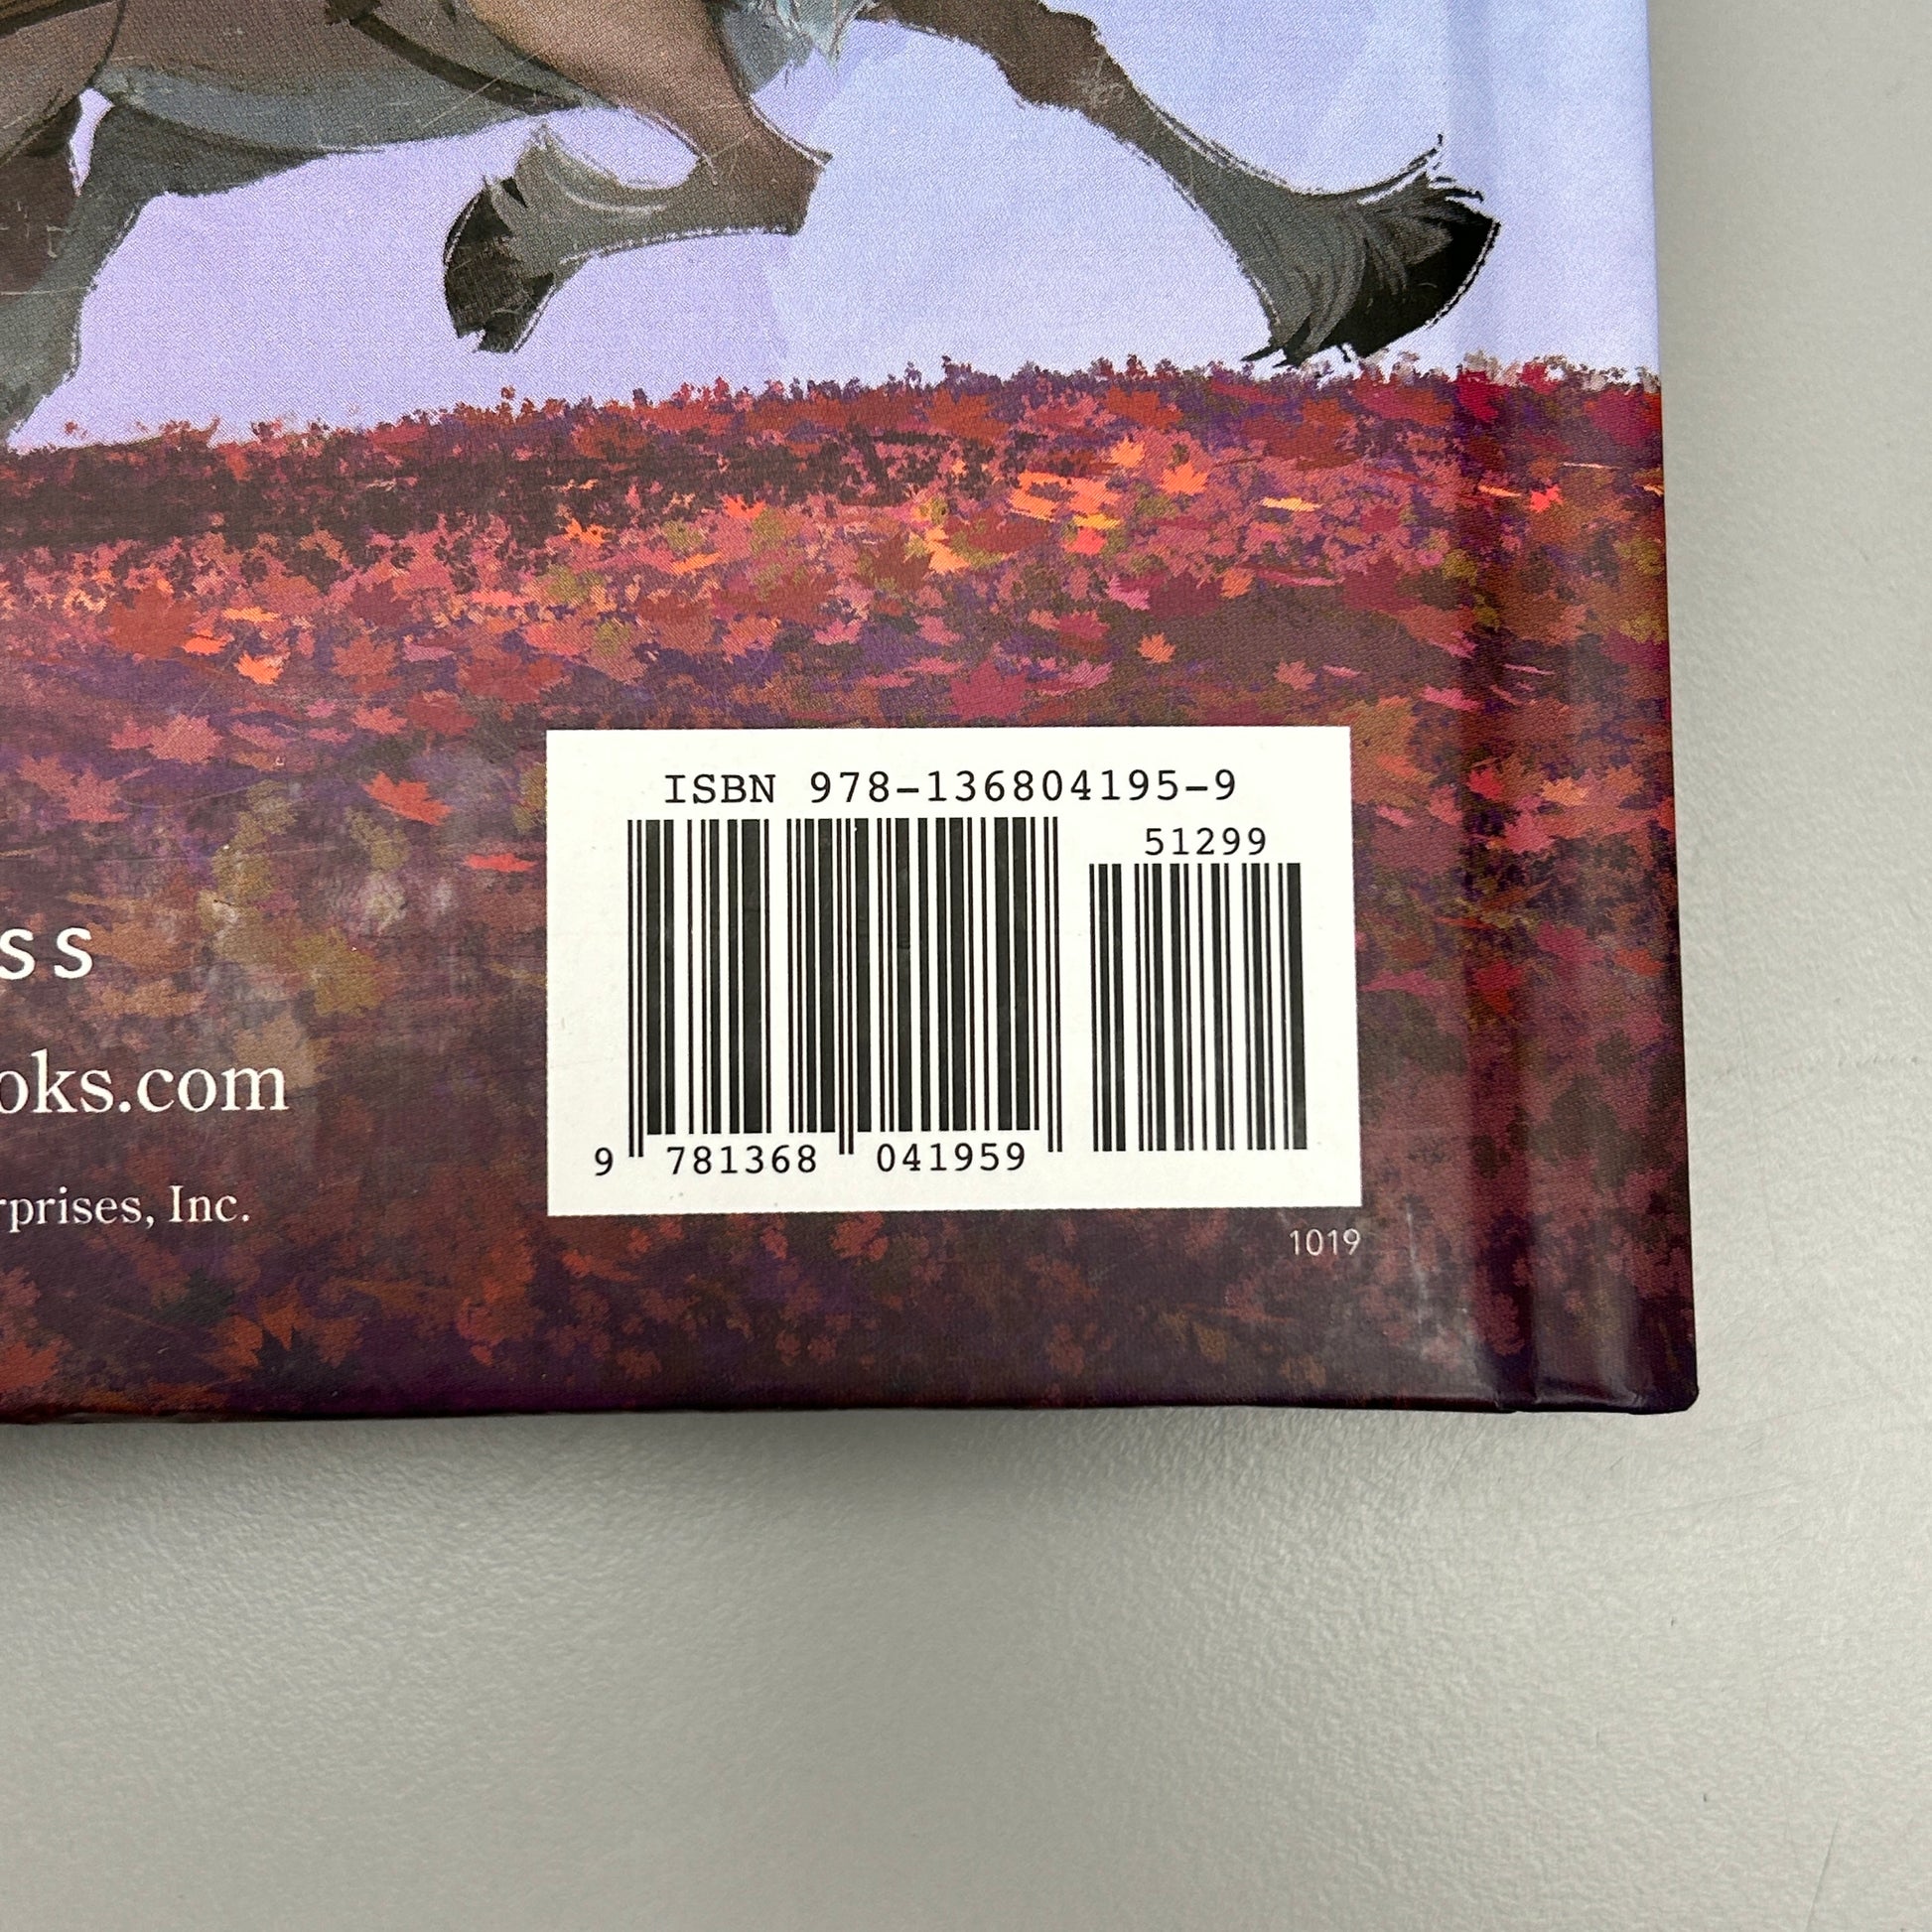 ISBN 978-136804195-9
51299
9 781368 041959
ss
oks.com
rprises, Inc.
1019